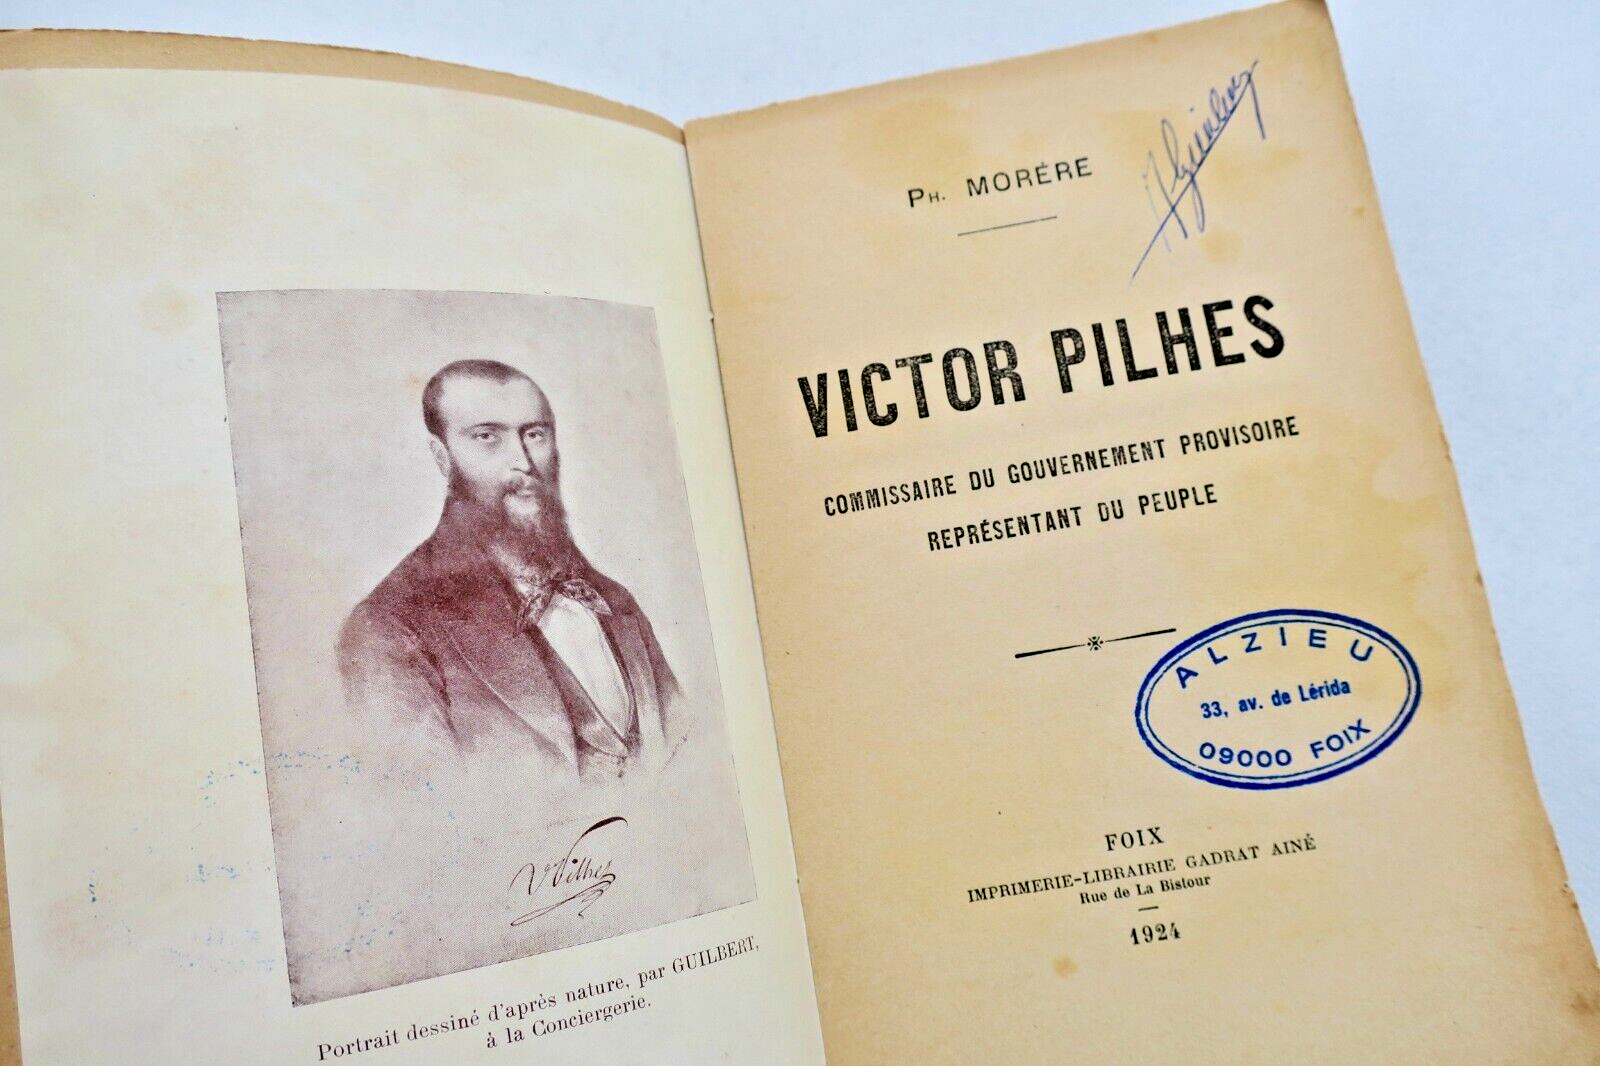 VPilhes
Portrait dessiné d'après nature, par GUILBERT,
à la Conciergerie.
PH. MORÈRE
VICTOR PILHES
COMMISSAIRE DU GOUVERNEMENT PROVISOIRE
REPRÉSENTANT DU PEUPLE
ALZIEU
33, av. de Lérida
09000 FOIX
FOIX
IMPRIMERIE-LIBRAIRIE GADRAT AINÉ
Rue de La Bistour
1924